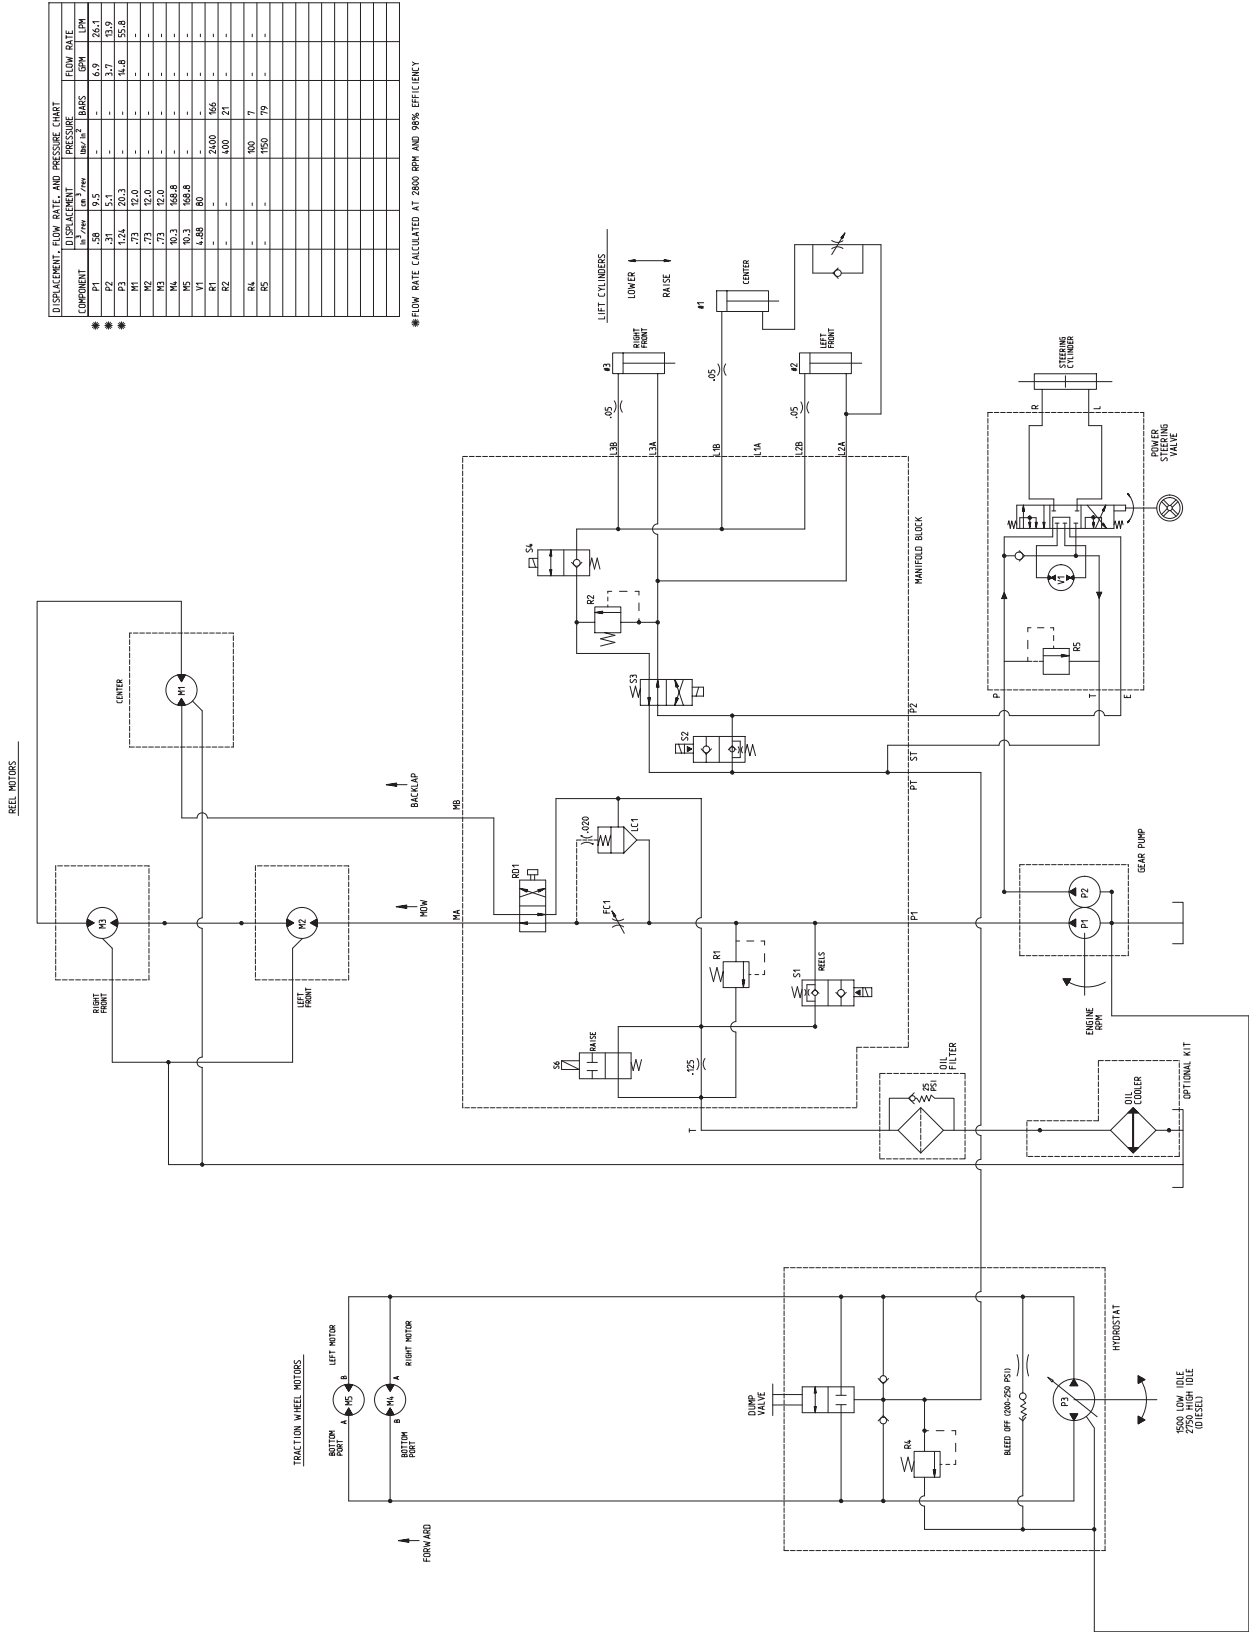 DISPLACEMENT, FLOW RATE, AND PRESSURE CHART
DISPLACEMENT PRESSURE FLOW RATE
COMPONENT in³/rev cm³/rev lbs/in² BARS GPM LPM
✱ P1 .58 9.5 - - 6.9 26.1
✱ P2 .31 5.1 - - 3.7 13.9
✱ P3 1.24 20.3 - - 14.8 55.8
M1 .73 12.0 - - - -
M2 .73 12.0 - - - -
M3 .73 12.0 - - - -
M4 10.3 168.8 - - - -
M5 10.3 168.8 - - - -
V1 4.88 80 - -
R1 - - 2400 166 - -
R2 - - 400 21 - -
R4 - - 100 7 - -
R5 - - 1150 79 - -
✱ FLOW RATE CALCULATED AT 2800 RPM AND 98% EFFICIENCY
REEL MOTORS
RIGHT
FRONT
M3
CENTER
M1
LEFT
FRONT
M2
MOW
BACKLAP
MA
MB
TRACTION WHEEL MOTORS
BOTTOM
PORT
A
M5
B
LEFT MOTOR
BOTTOM
PORT
B
M4
A
RIGHT MOTOR
FORWARD
LIFT CYLINDERS
LOWER
RAISE
#3
RIGHT
FRONT
#1
CENTER
#2
LEFT
FRONT
.05
.05
.05
L3B
L3A
L1B
L1A
L2B
L2A
RD1
.020
LC1
FC1
S4
R2
S3
S2
S6
RAISE
.125
R1
S1
REELS
T
P1
PT
ST
P2
MANIFOLD BLOCK
25
PSI
OIL
FILTER
OIL
COOLER
OPTIONAL KIT
ENGINE
RPM
P1
P2
GEAR PUMP
P
T
E
R5
V1
R
L
STEERING
CYLINDER
POWER
STEERING
VALVE
DUMP
VALVE
R4
BLEED OFF (200-250 PSI)
P3
HYDROSTAT
1500 LOW IDLE
2750 HIGH IDLE
(DIESEL)